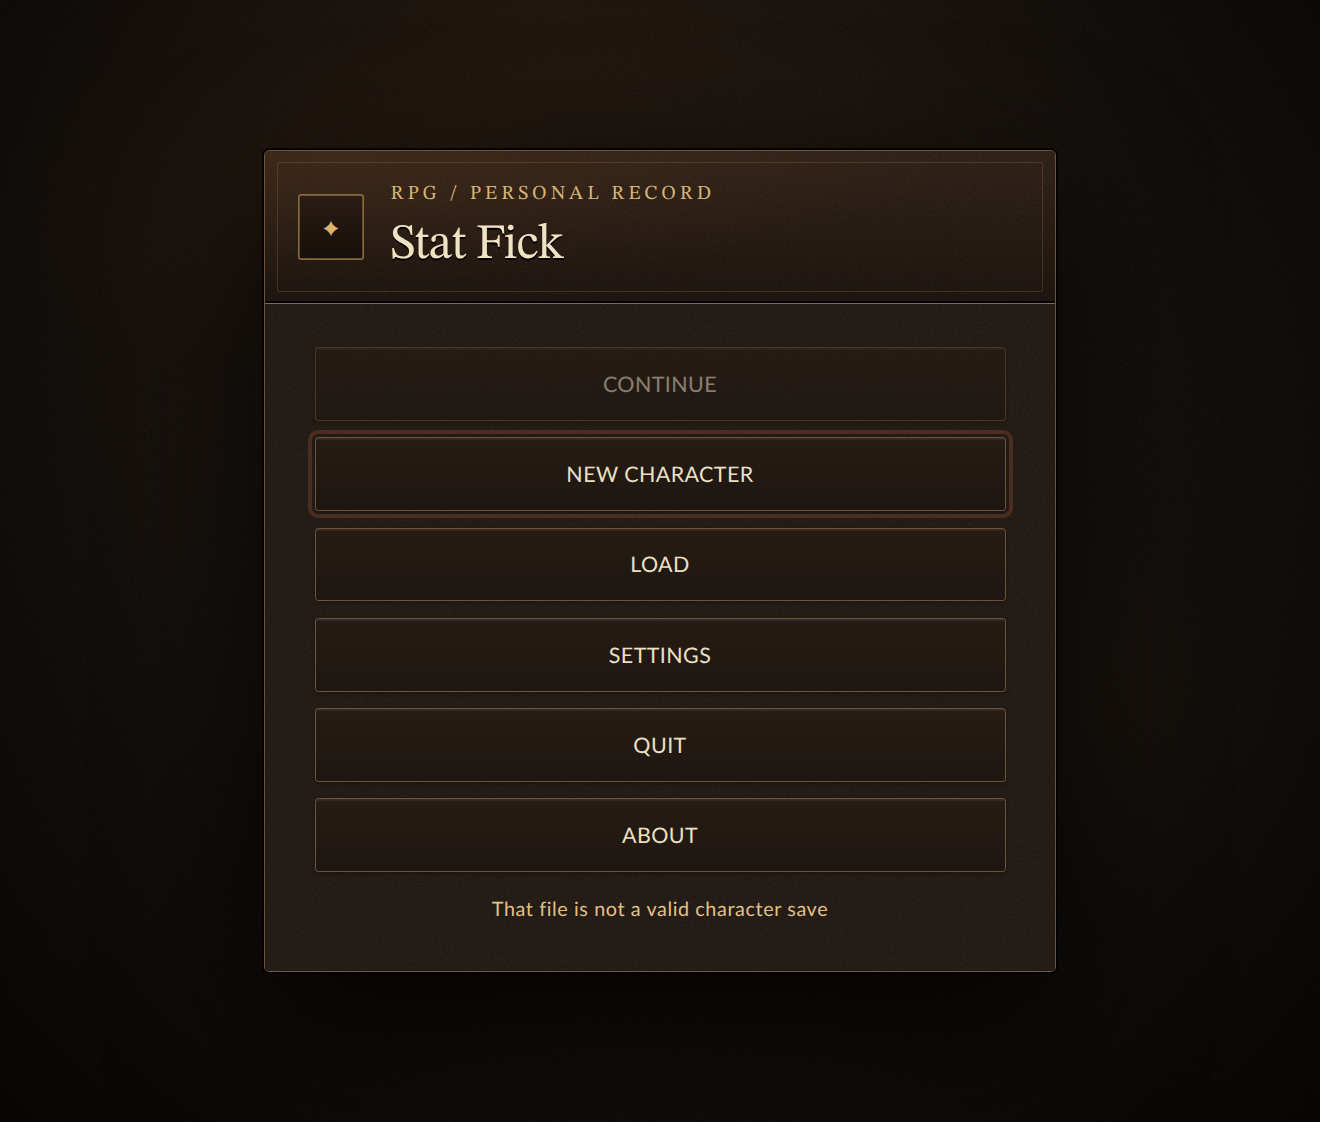 RPG / PERSONAL RECORD
Stat Fick
CONTINUE
NEW CHARACTER
LOAD
SETTINGS
QUIT
ABOUT
That file is not a valid character save